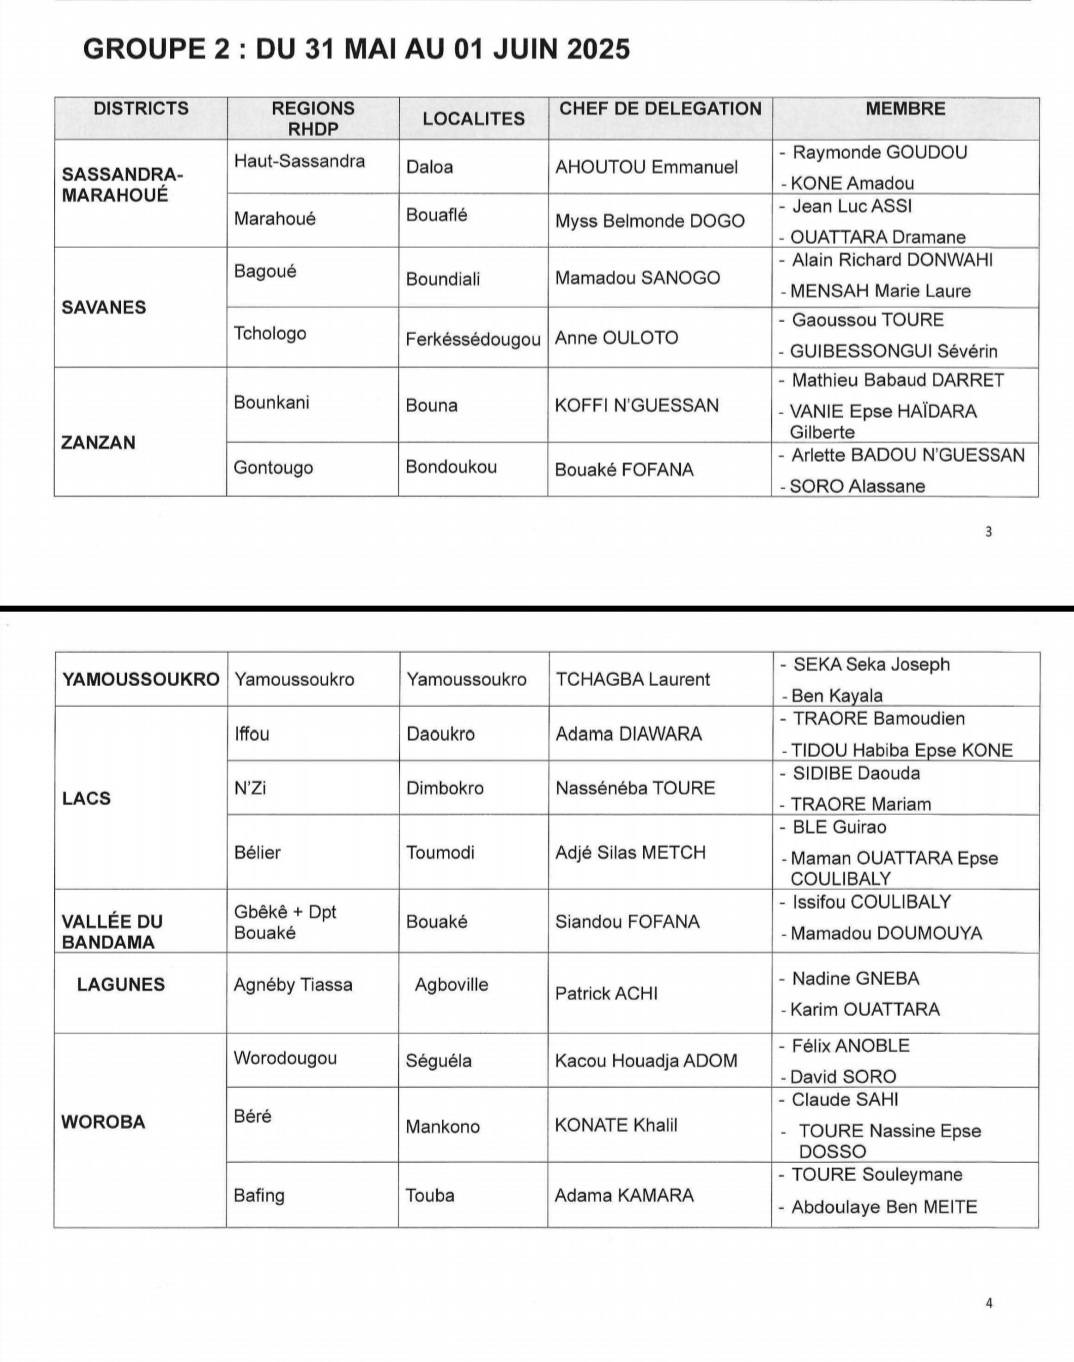 GROUPE 2 : DU 31 MAI AU 01 JUIN 2025
DISTRICTS
REGIONS
RHDP
LOCALITES
CHEF DE DELEGATION
MEMBRE
SASSANDRA-
MARAHOUÉ
Haut-Sassandra
Daloa
AHOUTOU Emmanuel
- Raymonde GOUDOU
- KONE Amadou
Marahoué
Bouaflé
Myss Belmonde DOGO
- Jean Luc ASSI
- OUATTARA Dramane
SAVANES
Bagoué
Boundiali
Mamadou SANOGO
- Alain Richard DONWAHI
- MENSAH Marie Laure
Tchologo
Ferkéssédougou
Anne OULOTO
- Gaoussou TOURE
- GUIBESSONGUI Sévérin
ZANZAN
Bounkani
Bouna
KOFFI N'GUESSAN
- Mathieu Babaud DARRET
- VANIE Epse HAÏDARA
Gilberte
Gontougo
Bondoukou
Bouaké FOFANA
- Arlette BADOU N'GUESSAN
- SORO Alassane
3
YAMOUSSOUKRO
Yamoussoukro
Yamoussoukro
TCHAGBA Laurent
- SEKA Seka Joseph
- Ben Kayala
LACS
Iffou
Daoukro
Adama DIAWARA
- TRAORE Bamoudien
- TIDOU Habiba Epse KONE
N'Zi
Dimbokro
Nassénéba TOURE
- SIDIBE Daouda
- TRAORE Mariam
Bélier
Toumodi
Adjé Silas METCH
- BLE Guirao
- Maman OUATTARA Epse
COULIBALY
VALLÉE DU
BANDAMA
Gbêkê + Dpt
Bouaké
Bouaké
Siandou FOFANA
- Issifou COULIBALY
- Mamadou DOUMOUYA
LAGUNES
Agnéby Tiassa
Agboville
Patrick ACHI
- Nadine GNEBA
- Karim OUATTARA
WOROBA
Worodougou
Séguéla
Kacou Houadja ADOM
- Félix ANOBLE
- David SORO
Béré
Mankono
KONATE Khalil
- Claude SAHI
- TOURE Nassine Epse
DOSSO
Bafing
Touba
Adama KAMARA
- TOURE Souleymane
- Abdoulaye Ben MEITE
4